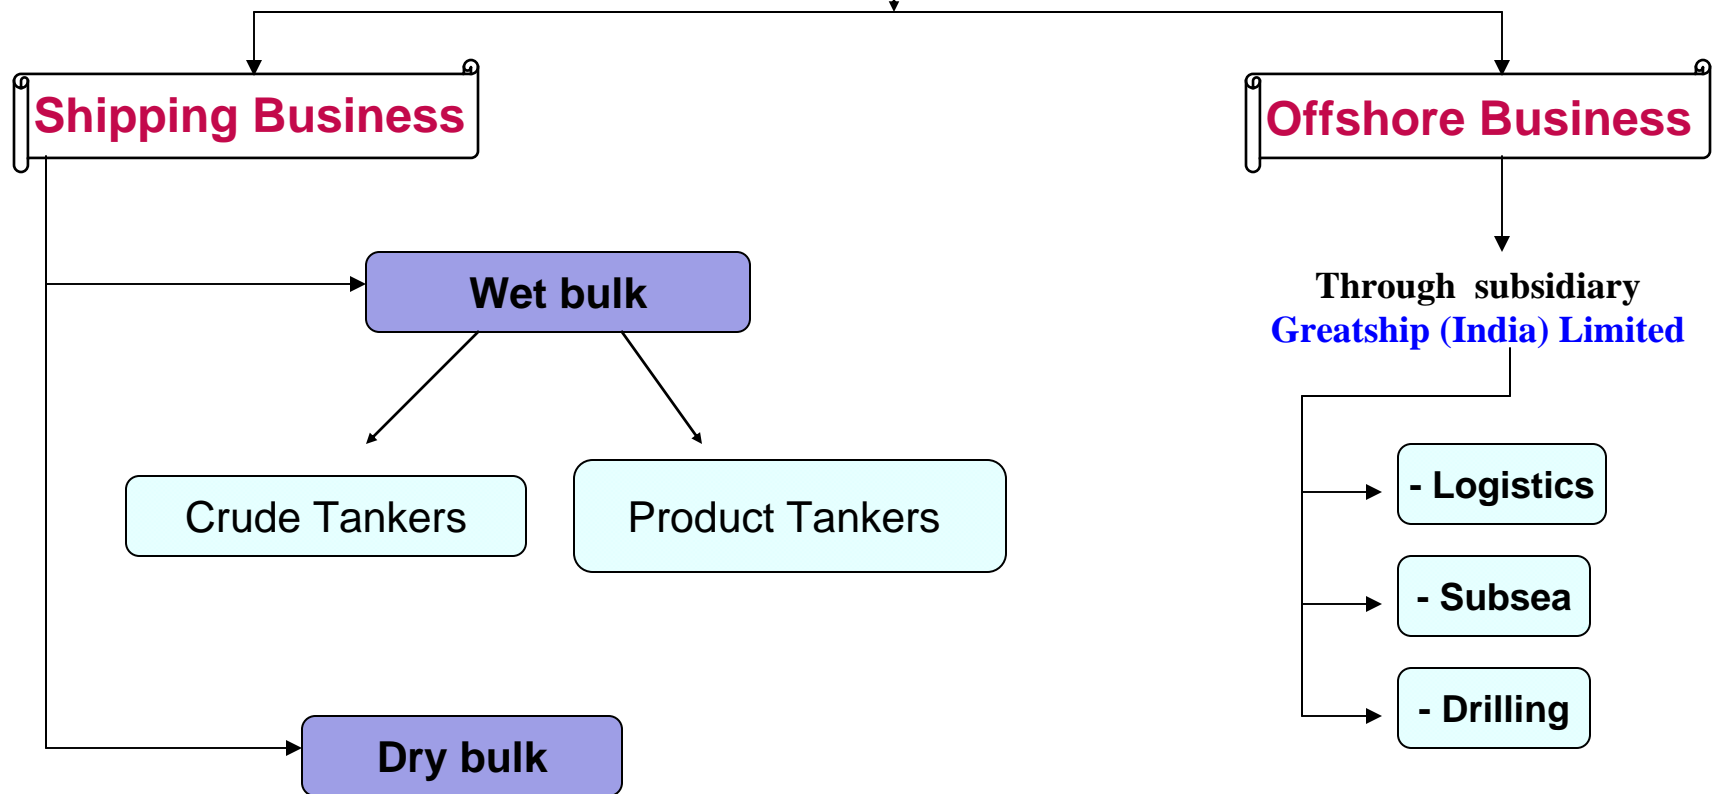 Shipping Business
Offshore Business
Wet bulk
Through subsidiary
Greatship (India) Limited
Crude Tankers
Product Tankers
- Logistics
- Subsea
- Drilling
Dry bulk